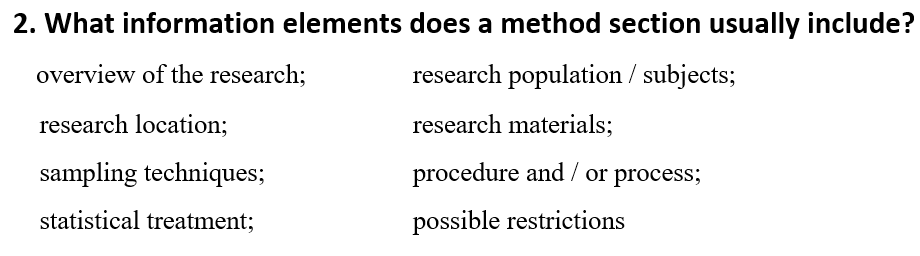 2. What information elements does a method section usually include?
overview of the research; research population / subjects;
research location; research materials;
sampling techniques; procedure and / or process;
statistical treatment; possible restrictions